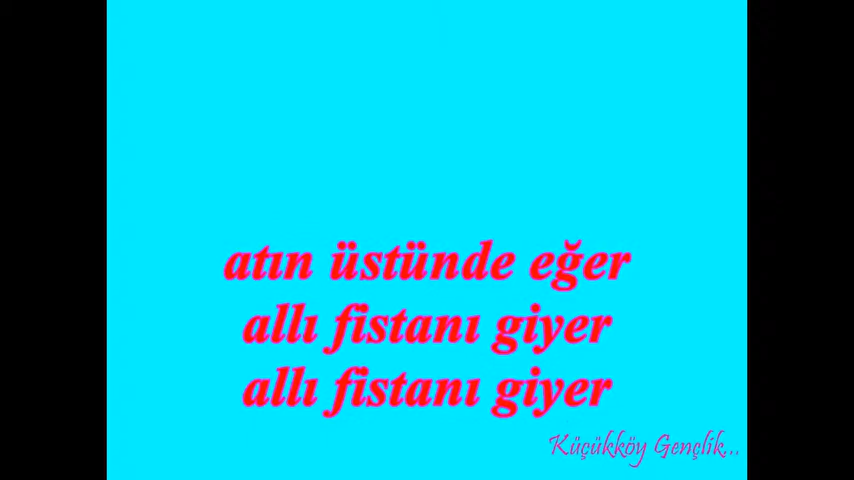 atın üstünde eğer
allı fistanı giyer
allı fistanı giyer
Küçükköy Gençlik...